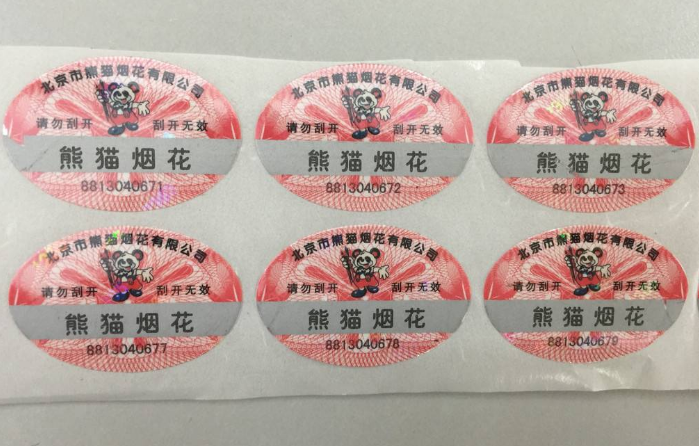 北京市熊猫烟花有限公司
请勿刮开 刮开无效
熊猫烟花
8813040671
北京市熊猫烟花有限公司
请勿刮开 刮开无效
熊猫烟花
8813040672
北京市熊猫烟花有限公司
请勿刮开 刮开无效
熊猫烟花
8813040673
北京市熊猫烟花有限公司
请勿刮开 刮开无效
熊猫烟花
8813040677
北京市熊猫烟花有限公司
请勿刮开 刮开无效
熊猫烟花
8813040678
北京市熊猫烟花有限公司
请勿刮开 刮开无效
熊猫烟花
8813040679